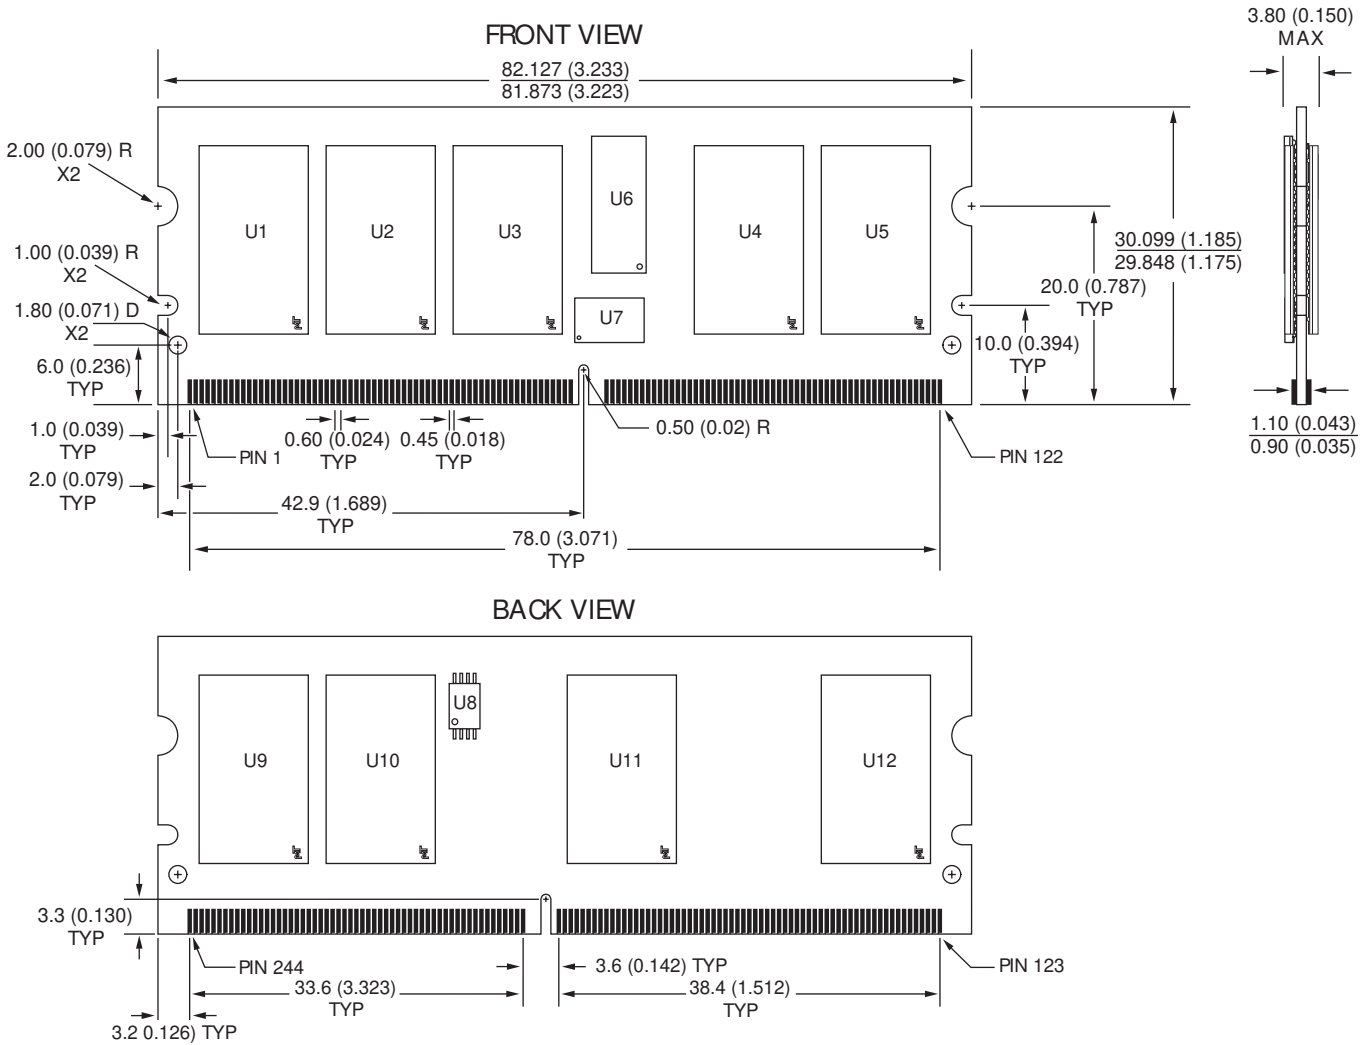 FRONT VIEW
82.127 (3.233)
81.873 (3.223)
3.80 (0.150)
MAX
2.00 (0.079) R
X2
U1
U2
U3
U6
U4
U5
30.099 (1.185)
29.848 (1.175)
1.00 (0.039) R
X2
20.0 (0.787)
TYP
1.80 (0.071) D
X2
U7
10.0 (0.394)
TYP
6.0 (0.236)
TYP
1.0 (0.039)
TYP
PIN 1
0.60 (0.024)
TYP
0.45 (0.018)
TYP
0.50 (0.02) R
PIN 122
1.10 (0.043)
0.90 (0.035)
2.0 (0.079)
TYP
42.9 (1.689)
TYP
78.0 (3.071)
TYP
BACK VIEW
U8
U9
U10
U11
U12
3.3 (0.130)
TYP
PIN 244
3.6 (0.142) TYP
PIN 123
33.6 (3.323)
TYP
38.4 (1.512)
TYP
3.2 0.126) TYP